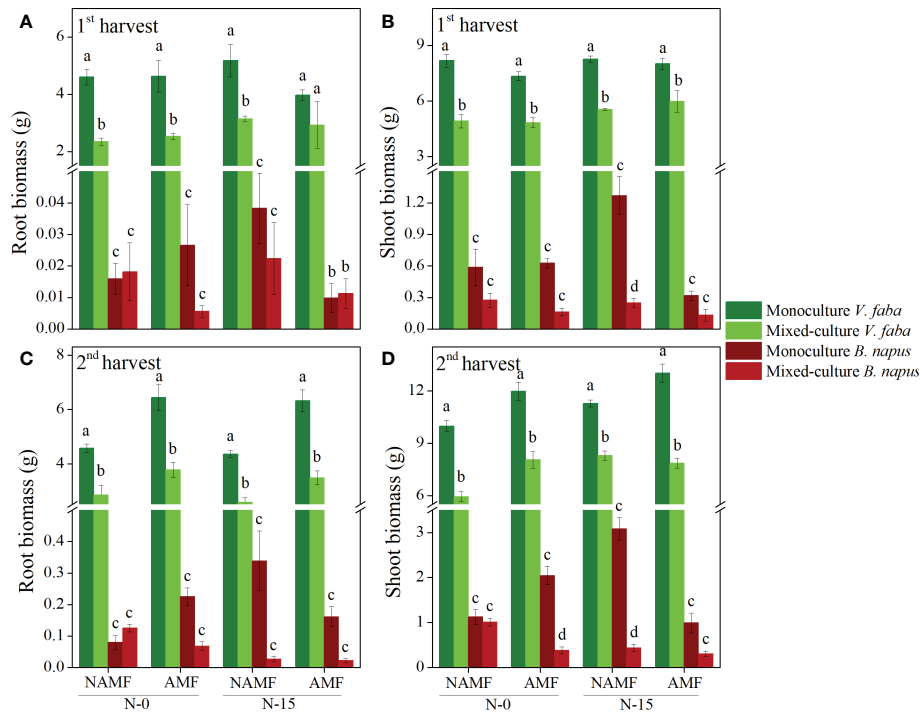 A
1st harvest
Root biomass (g)
6
4
2
0.04
0.03
0.02
0.01
0.00
a
b
c
c
a
b
c
c
a
b
c
c
a
a
b
b
B
1st harvest
Shoot biomass (g)
9
6
3
1.2
0.9
0.6
0.3
0.0
a
b
c
c
a
b
c
c
a
b
c
d
a
b
c
c
Monoculture V. faba
Mixed-culture V. faba
Monoculture B. napus
Mixed-culture B. napus
C
2nd harvest
Root biomass (g)
8
6
4
0.4
0.3
0.2
0.1
0.0
a
b
c
c
a
b
c
c
a
b
c
c
a
b
c
c
NAMF
AMF
NAMF
AMF
N-0
N-15
D
2nd harvest
Shoot biomass (g)
12
9
6
3
2
1
0
a
b
c
c
a
b
c
d
a
b
c
d
a
b
c
c
NAMF
AMF
NAMF
AMF
N-0
N-15